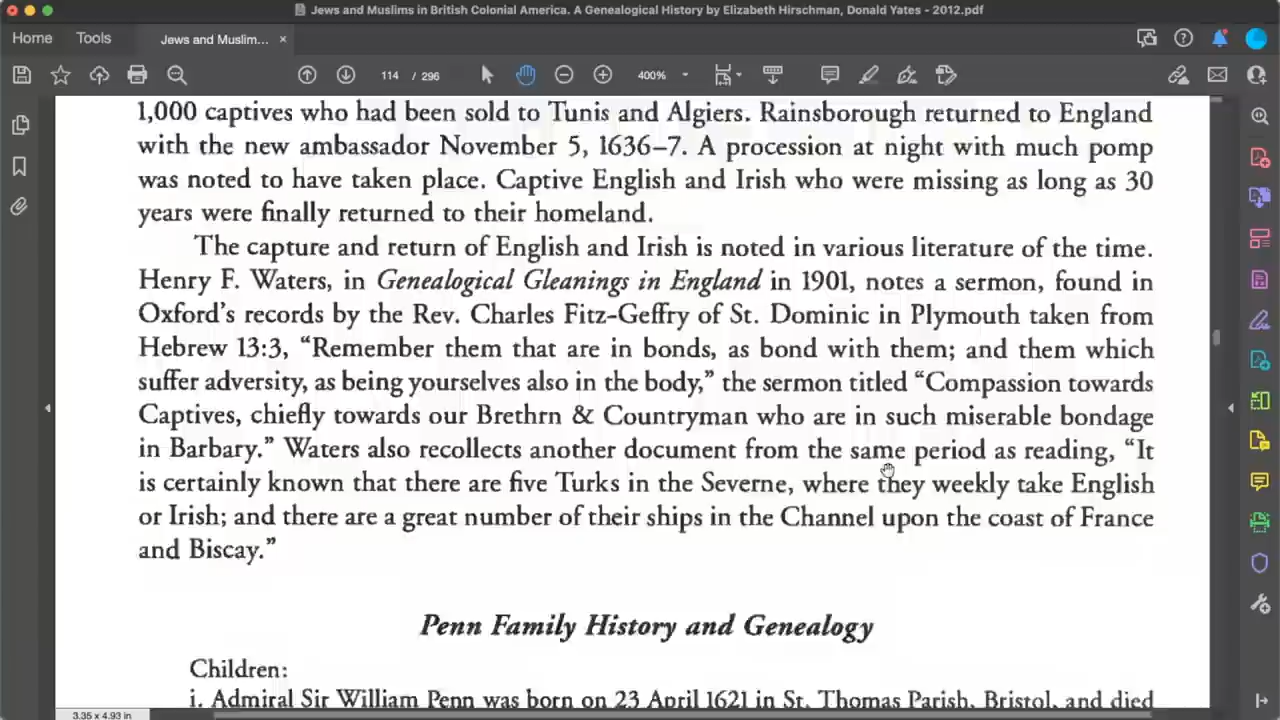 Jews and Muslims in British Colonial America. A Genealogical History by Elizabeth Hirschman, Donald Yates - 2012.pdf
Home Tools Jews and Muslim... ×
114 / 296 400%
1,000 captives who had been sold to Tunis and Algiers. Rainsborough returned to England
with the new ambassador November 5, 1636–7. A procession at night with much pomp
was noted to have taken place. Captive English and Irish who were missing as long as 30
years were finally returned to their homeland.
The capture and return of English and Irish is noted in various literature of the time.
Henry F. Waters, in Genealogical Gleanings in England in 1901, notes a sermon, found in
Oxford's records by the Rev. Charles Fitz-Geffry of St. Dominic in Plymouth taken from
Hebrew 13:3, “Remember them that are in bonds, as bond with them; and them which
suffer adversity, as being yourselves also in the body,” the sermon titled “Compassion towards
Captives, chiefly towards our Brethrn & Countryman who are in such miserable bondage
in Barbary.” Waters also recollects another document from the same period as reading, “It
is certainly known that there are five Turks in the Severne, where they weekly take English
or Irish; and there are a great number of their ships in the Channel upon the coast of France
and Biscay.”
Penn Family History and Genealogy
Children:
i. Admiral Sir William Penn was born on 23 April 1621 in St. Thomas Parish, Bristol, and died
3.35 x 4.93 in